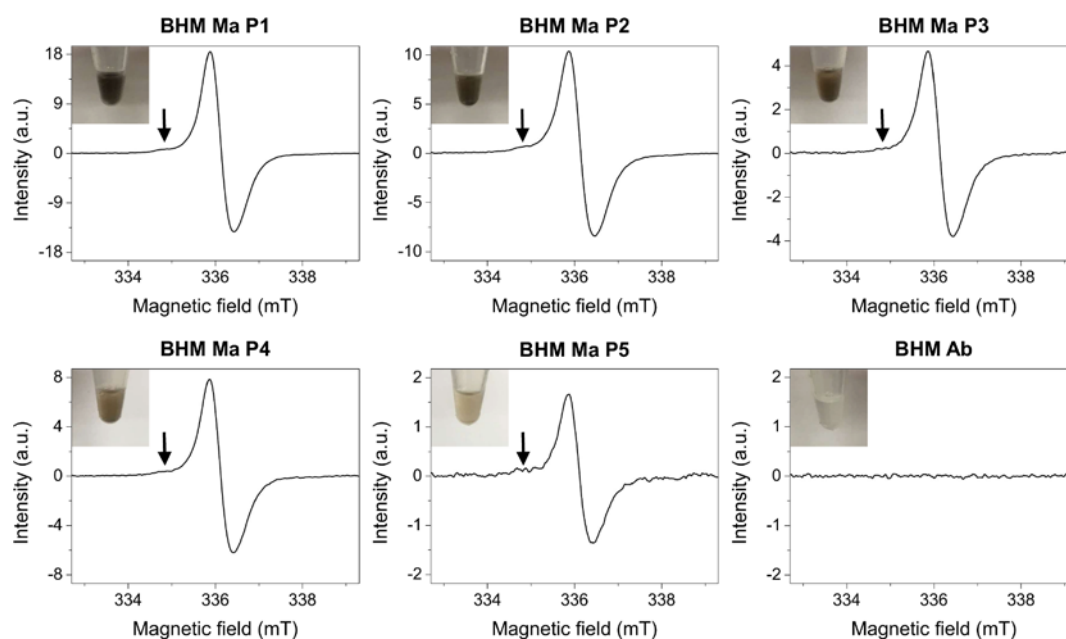 BHM Ma P1
18
9
0
-9
-18
Intensity (a.u.)
334
336
338
Magnetic field (mT)
BHM Ma P2
10
5
0
-5
-10
Intensity (a.u.)
334
336
338
Magnetic field (mT)
BHM Ma P3
4
2
0
-2
-4
Intensity (a.u.)
334
336
338
Magnetic field (mT)
BHM Ma P4
8
4
0
-4
-8
Intensity (a.u.)
334
336
338
Magnetic field (mT)
BHM Ma P5
2
1
0
-1
-2
Intensity (a.u.)
334
336
338
Magnetic field (mT)
BHM Ab
2
1
0
-1
-2
Intensity (a.u.)
334
336
338
Magnetic field (mT)